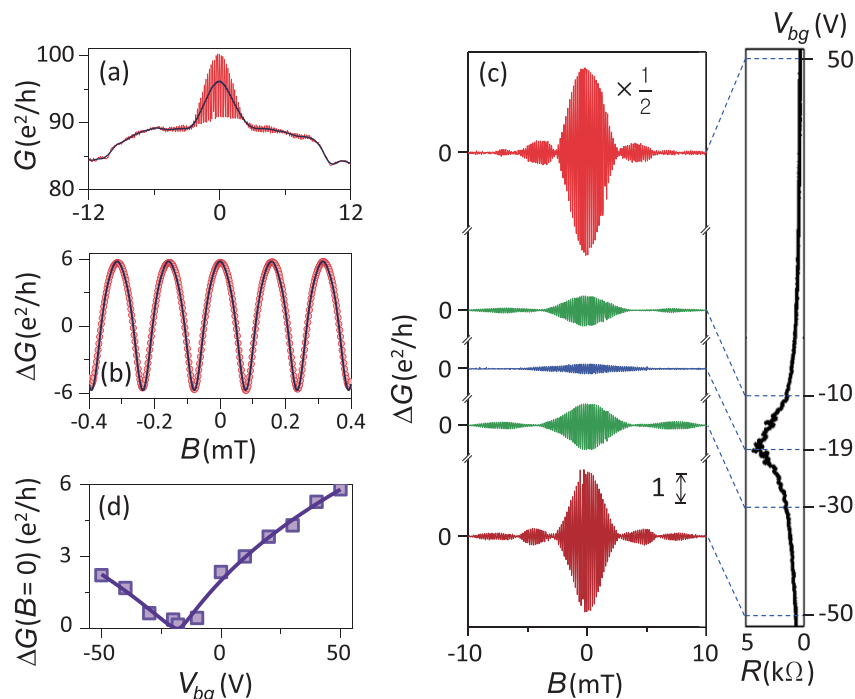 (a)
G (e²/h)
100
90
80
-12
0
12
(b)
ΔG (e²/h)
6
0
-6
-0.4
-0.2
0
0.2
0.4
B (mT)
(d)
ΔG(B = 0) (e²/h)
6
3
0
-50
0
50
V_bg (V)
(c)
× 1/2
ΔG (e²/h)
0
0
0
0
0
1
-10
0
10
B (mT)
V_bg (V)
50
-10
-19
-30
-50
5
0
R (kΩ)